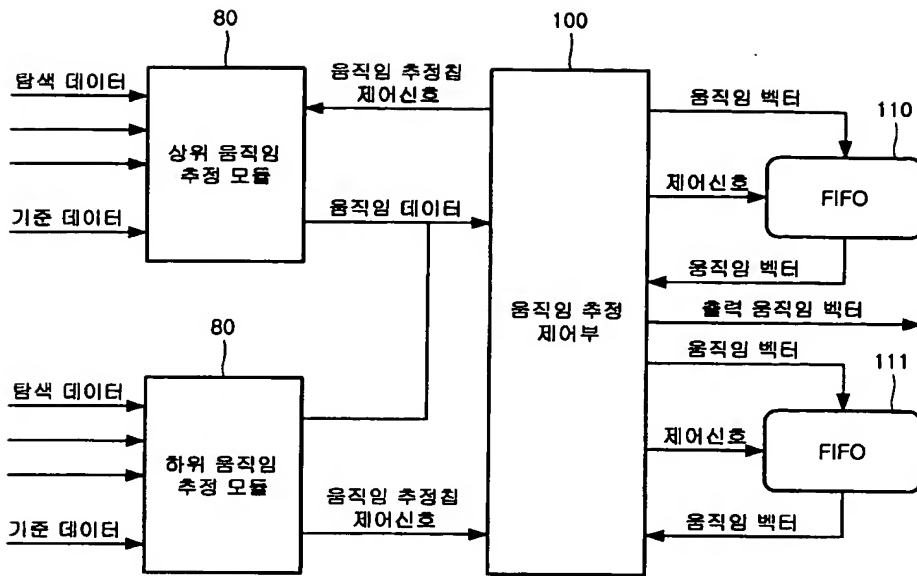 80
100
탐색 데이터
움직임 추정칩
제어신호
움직임 벡터
110
상위 움직임
추정 모듈
제어신호
FIFO
기준 데이터
움직임 데이터
움직임 벡터
움직임 추정
제어부
출력 움직임 벡터
80
움직임 벡터
111
탐색 데이터
하위 움직임
추정 모듈
제어신호
FIFO
움직임 추정칩
제어신호
기준 데이터
움직임 벡터